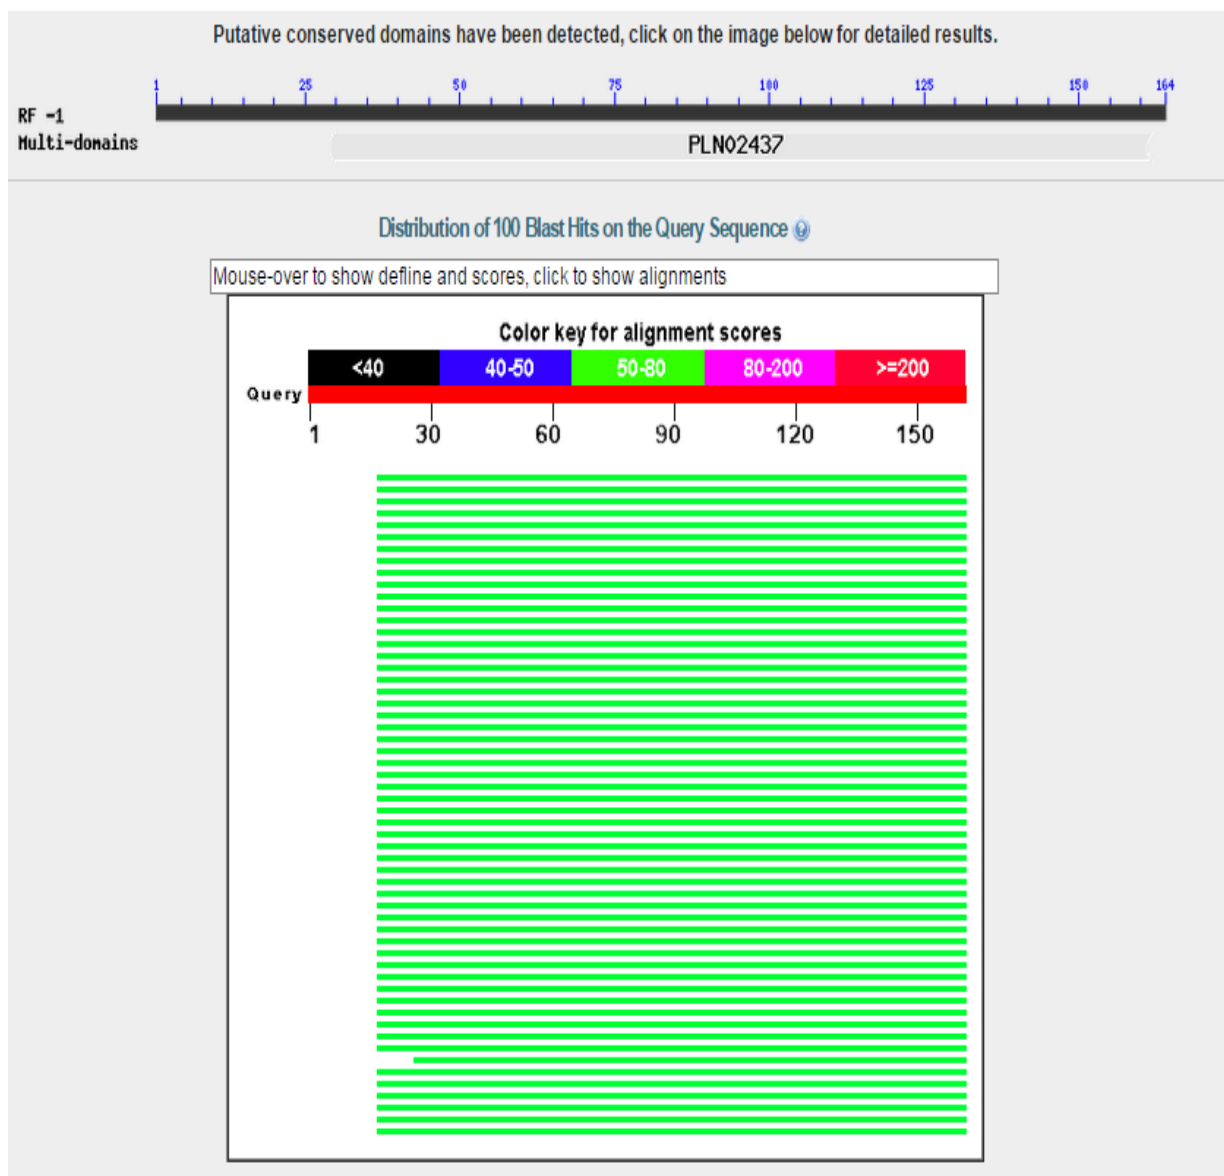 Putative conserved domains have been detected, click on the image below for detailed results.
1 25 50 75 100 125 150 164
RF -1
Multi-domains
PLN02437
Distribution of 100 Blast Hits on the Query Sequence
Mouse-over to show defline and scores, click to show alignments
Color key for alignment scores
<40 40-50 50-80 80-200 >=200
Query
1 30 60 90 120 150